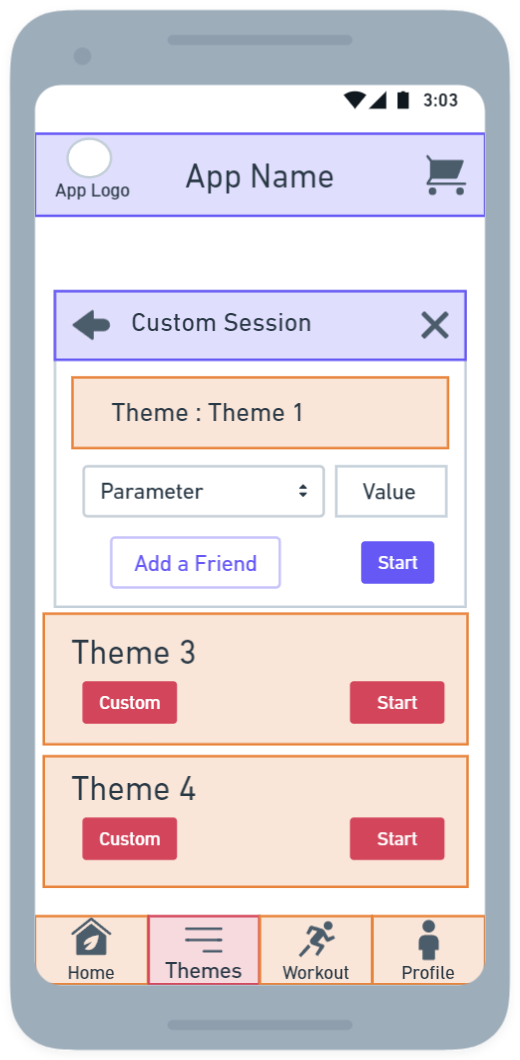 3:03
App Logo
App Name
Custom Session
Theme : Theme 1
Parameter
Value
Add a Friend
Start
Theme 3
Custom
Start
Theme 4
Custom
Start
Home
Themes
Workout
Profile